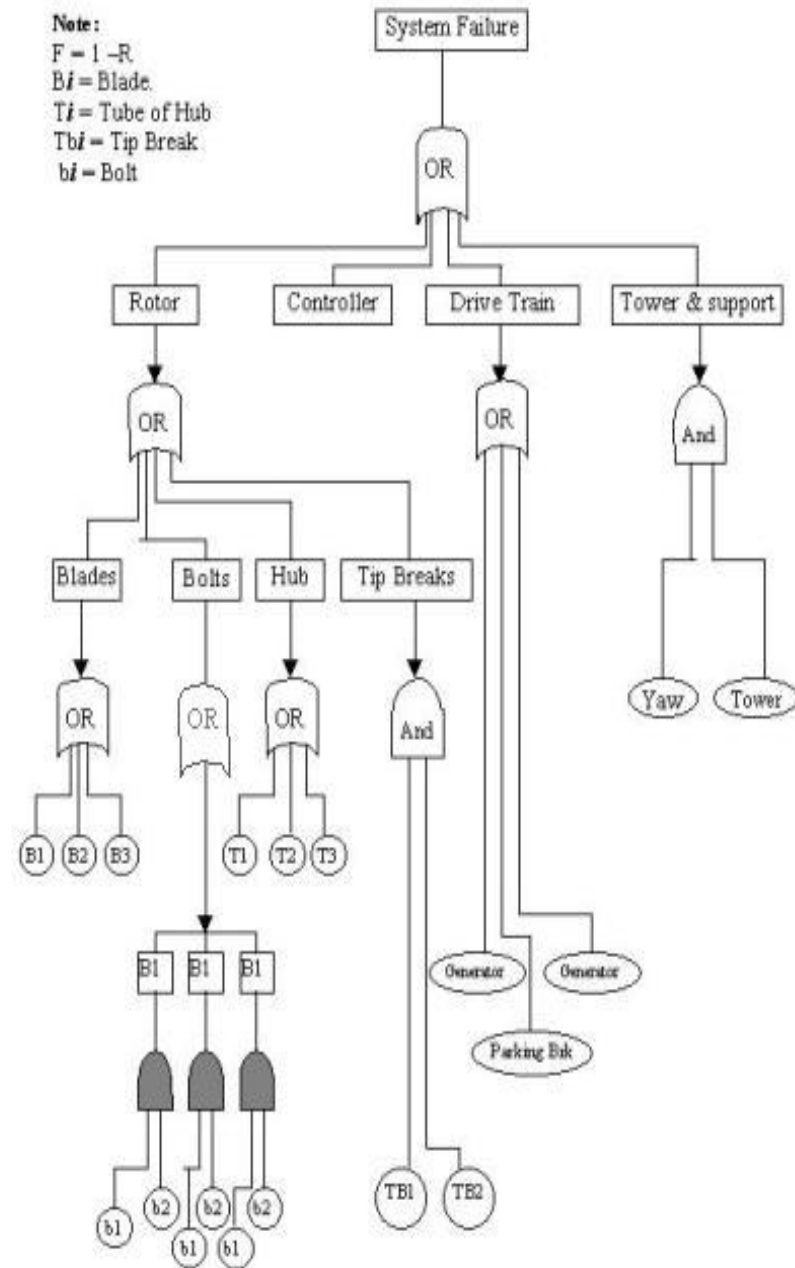 Note:
F = 1 –R
Bi = Blade.
Ti = Tube of Hub
Tbi = Tip Break
bi = Bolt
System Failure
OR
Rotor
Controller
Drive Train
Tower & support
OR
OR
And
Blades
Bolts
Hub
Tip Breaks
Yaw
Tower
OR
OR
OR
And
B1
B2
B3
T1
T2
T3
B1
B1
B1
Generator
Generator
Parking Brk
b1
b2
b1
b2
b1
b2
TB1
TB2